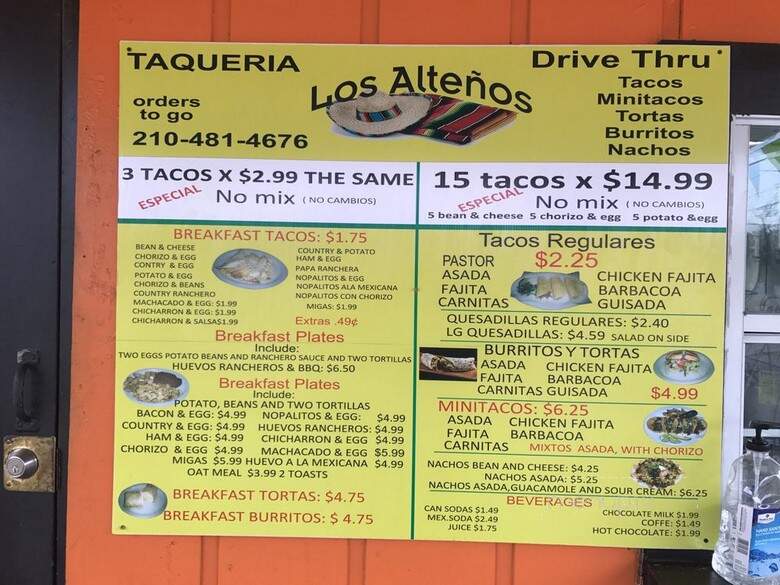 TAQUERIA
Los Alteños
orders
to go
210-481-4676
Drive Thru
Tacos
Minitacos
Tortas
Burritos
Nachos
3 TACOS X $2.99 THE SAME
ESPECIAL
No mix ( NO CAMBIOS)
15 tacos x $14.99
ESPECIAL
No mix ( NO CAMBIOS)
5 bean & cheese 5 chorizo & egg 5 potato &egg
BREAKFAST TACOS: $1.75
BEAN & CHEESE
CHORIZO & EGG
CONTRY & EGG
POTATO & EGG
CHORIZO & BEANS
COUNTRY RANCHERO
MACHACADO & EGG: $1.99
CHICHARRON & EGG: $1.99
CHICHARRON & SALSA$1.99
COUNTRY & POTATO
HAM & EGG
PAPA RANCHERA
NOPALITOS & EGG
NOPALITOS ALA MEXICANA
NOPALITOS CON CHORIZO
MIGAS: $1.99
Extras .49¢
Breakfast Plates
Include:
TWO EGGS POTATO BEANS AND RANCHERO SAUCE AND TWO TORTILLAS
HUEVOS RANCHEROS & BBQ: $6.50
Breakfast Plates
Include:
POTATO, BEANS AND TWO TORTILLAS
BACON & EGG: $4.99 NOPALITOS & EGG: $4.99
COUNTRY & EGG: $4.99 HUEVOS RANCHEROS: $4.99
HAM & EGG: $4.99 CHICHARRON & EGG $4.99
CHORIZO & EGG $4.99 MACHACADO & EGG $5.99
MIGAS $5.99 HUEVO A LA MEXICANA $4.99
OAT MEAL $3.99 2 TOASTS
BREAKFAST TORTAS: $4.75
BREAKFAST BURRITOS: $ 4.75
Tacos Regulares
$2.25
PASTOR
ASADA
FAJITA
CARNITAS
CHICKEN FAJITA
BARBACOA
GUISADA
QUESADILLAS REGULARES: $2.40
LG QUESADILLAS: $4.59 SALAD ON SIDE
BURRITOS Y TORTAS
ASADA CHICKEN FAJITA
FAJITA BARBACOA
CARNITAS GUISADA $4.99
MINITACOS: $6.25
ASADA CHICKEN FAJITA
FAJITA BARBACOA
CARNITAS MIXTOS ASADA, WITH CHORIZO
NACHOS BEAN AND CHEESE: $4.25
NACHOS ASADA: $5.25
NACHOS ASADA,GUACAMOLE AND SOUR CREAM: $6.25
BEVERAGES
CAN SODAS $1.49
MEX.SODA $2.49
JUICE $1.75
CHOCOLATE MILK $1.99
COFFE: $1.49
HOT CHOCOLATE: $1.99